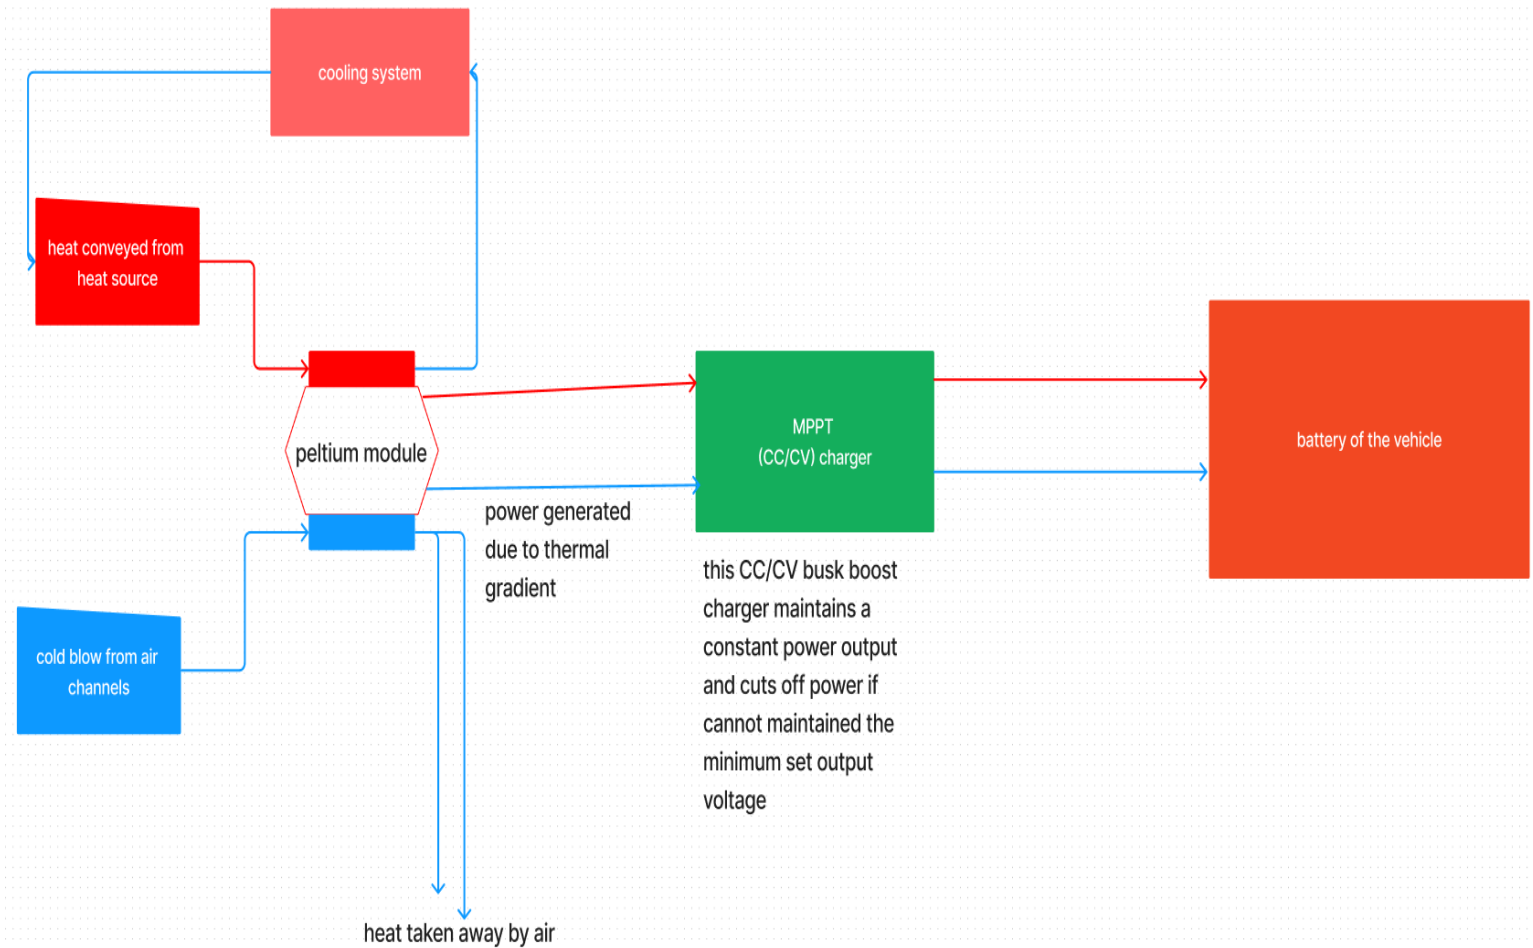 cooling system
heat conveyed from
heat source
peltium module
power generated
due to thermal
gradient
MPPT
(CC/CV) charger
this CC/CV busk boost
charger maintains a
constant power output
and cuts off power if
cannot maintained the
minimum set output
voltage
battery of the vehicle
cold blow from air
channels
heat taken away by air